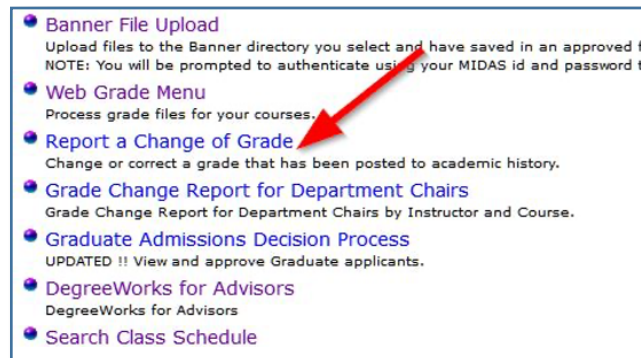 Banner File Upload
Upload files to the Banner directory you select and have saved in an approved
NOTE: You will be prompted to authenticate using your MIDAS id and password
Web Grade Menu
Process grade files for your courses.
Report a Change of Grade
Change or correct a grade that has been posted to academic history.
Grade Change Report for Department Chairs
Grade Change Report for Department Chairs by Instructor and Course.
Graduate Admissions Decision Process
UPDATED !! View and approve Graduate applicants.
DegreeWorks for Advisors
DegreeWorks for Advisors
Search Class Schedule